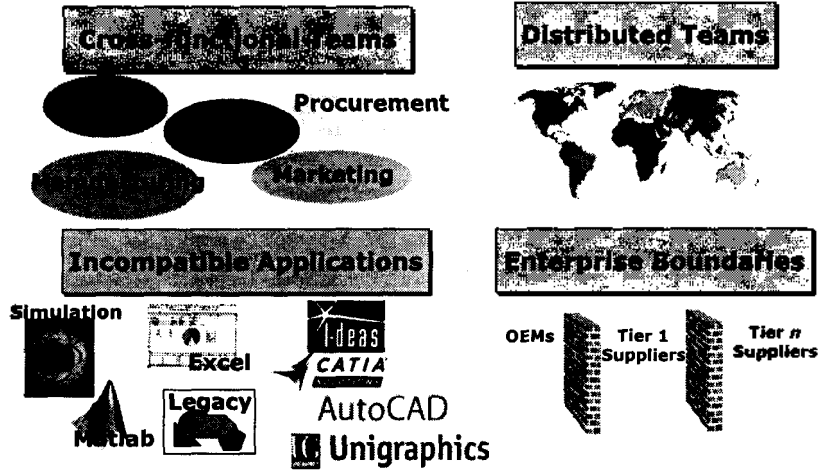 Cross-Functional Teams
Procurement
Manufacturing
Marketing
Distributed Teams
Incompatible Applications
Simulation
Excel
Matlab
Legacy
I-deas
CATIA
AutoCAD
Unigraphics
Enterprise Boundaries
OEMs
Tier 1
Suppliers
Tier n
Suppliers